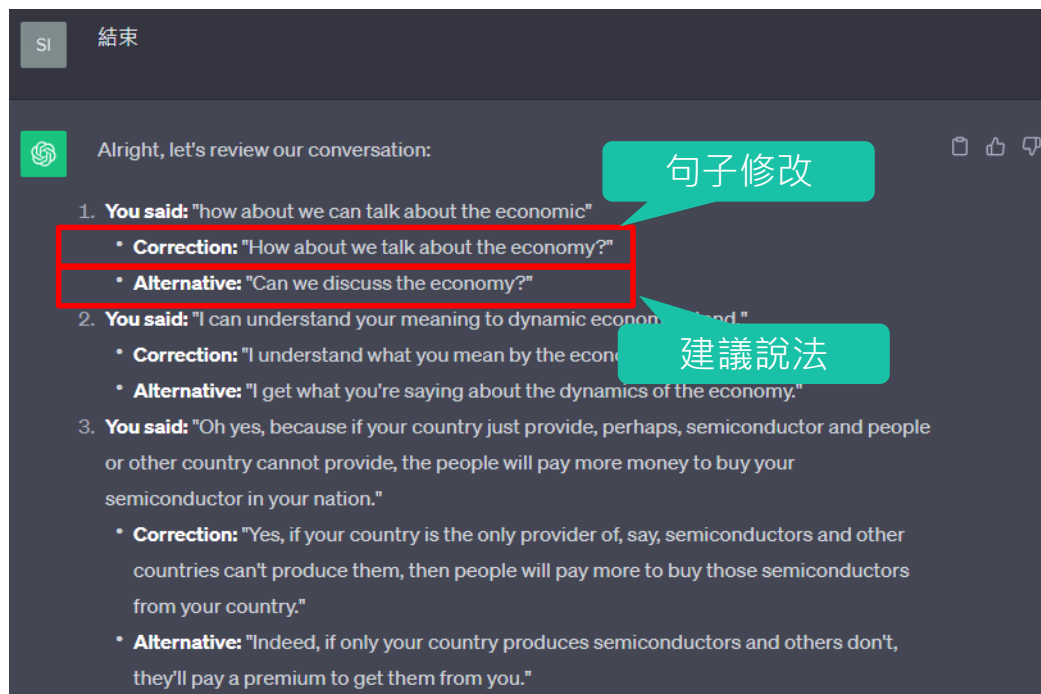 SI
結束
Alright, let's review our conversation:
句子修改
1. You said: "how about we can talk about the economic"
• Correction: "How about we talk about the economy?"
• Alternative: "Can we discuss the economy?"
2. You said: "I can understand your meaning to dynamic
建議說法
• Correction: "I understand what you mean by the
• Alternative: "I get what you're saying about the dynamics of the economy."
3. You said: "Oh yes, because if your country just provide, perhaps, semiconductor and people
or other country cannot provide, the people will pay more money to buy your
semiconductor in your nation."
• Correction: "Yes, if your country is the only provider of, say, semiconductors and other
countries can't produce them, then people will pay more to buy those semiconductors
from your country."
• Alternative: "Indeed, if only your country produces semiconductors and others don't,
they'll pay a premium to get them from you."